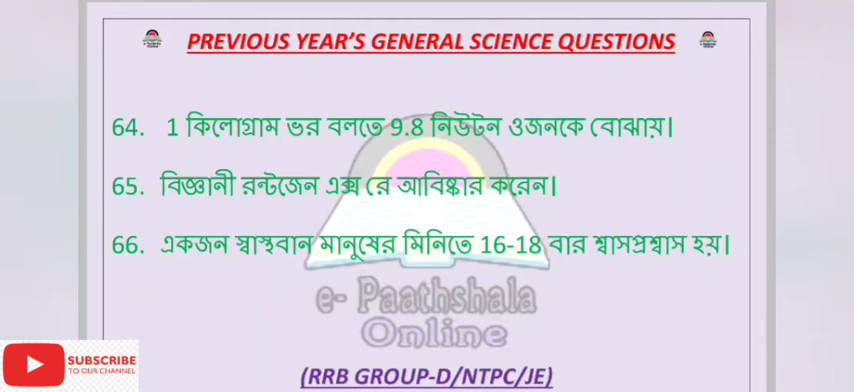 PREVIOUS YEAR'S GENERAL SCIENCE QUESTIONS
64. 1 কিলোগ্রাম ভর বলতে 9.8 নিউটন ওজনকে বোঝায়।
65. বিজ্ঞানী রন্টজেন এক্স রে আবিষ্কার করেন।
66. একজন স্বাস্থবান মানুষের মিনিতে 16-18 বার শ্বাসপ্রশ্বাস হয়।
e- Paathshala
Online
SUBSCRIBE
TO OUR CHANNEL
(RRB GROUP-D/NTPC/JE)